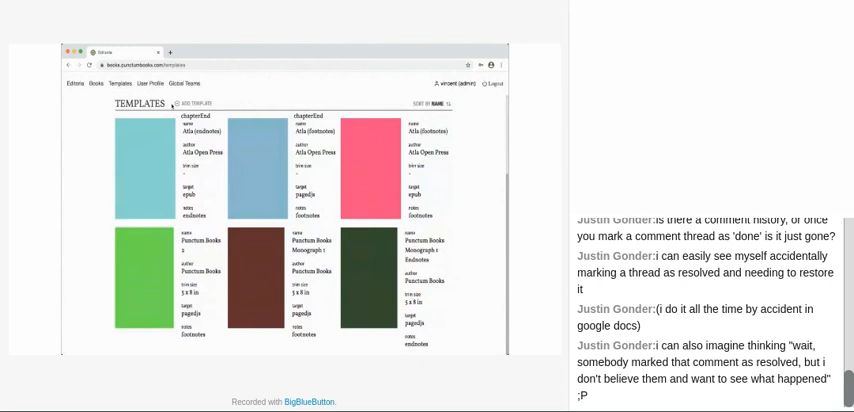 Editoria
books.punctumbooks.com/templates
Editoria Books Templates User Profile Global Teams
vincent (admin) Logout
TEMPLATES ADD TEMPLATE
SORT BY NAME
chapterEnd
name
Atla (endnotes)
author
Atla Open Press
trim size
-
target
epub
notes
endnotes
chapterEnd
name
Atla (footnotes)
author
Atla Open Press
trim size
-
target
pagedjs
notes
footnotes
name
Atla (footnotes)
author
Atla Open Press
trim size
-
target
epub
notes
footnotes
name
Punctum Books
2
author
Punctum Books
trim size
5 x 8 in
target
pagedjs
notes
footnotes
name
Punctum Books
Monograph 1
author
Punctum Books
trim size
5 x 8 in
target
pagedjs
notes
footnotes
name
Punctum Books
Monograph 1
Endnotes
author
Punctum Books
trim size
5 x 8 in
target
pagedjs
notes
endnotes
Recorded with BigBlueButton.
Justin Gonder:is there a comment history, or once
you mark a comment thread as 'done' is it just gone?
Justin Gonder:i can easily see myself accidentally
marking a thread as resolved and needing to restore
it
Justin Gonder:(i do it all the time by accident in
google docs)
Justin Gonder:i can also imagine thinking "wait,
somebody marked that comment as resolved, but i
don't believe them and want to see what happened"
;P